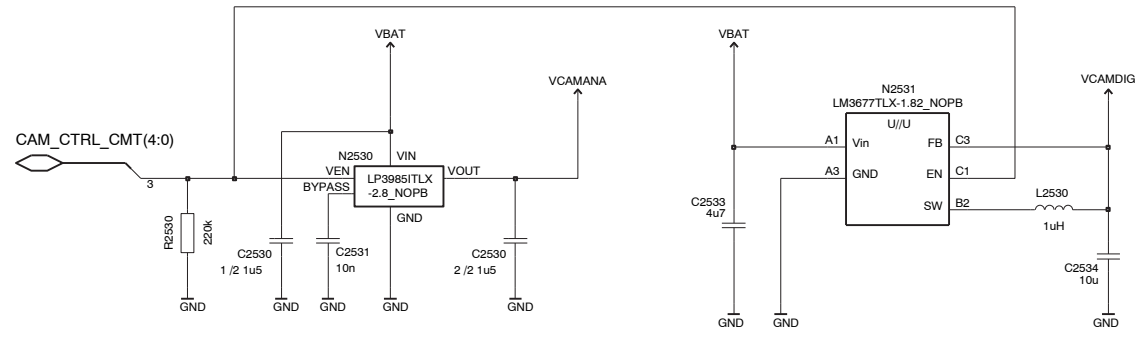 VBAT
VCAMANA
CAM_CTRL_CMT(4:0)
3
N2530
VIN
VEN
BYPASS
LP3985ITLX
-2.8_NOPB
VOUT
GND
R2530
220k
C2530
1 /2 1u5
C2531
10n
C2530
2 /2 1u5
GND
GND
GND
GND
GND
VBAT
VCAMDIG
N2531
LM3677TLX-1.82_NOPB
U//U
A1
Vin
FB
C3
A3
GND
EN
C1
SW
B2
L2530
1uH
C2533
4u7
C2534
10u
GND
GND
GND